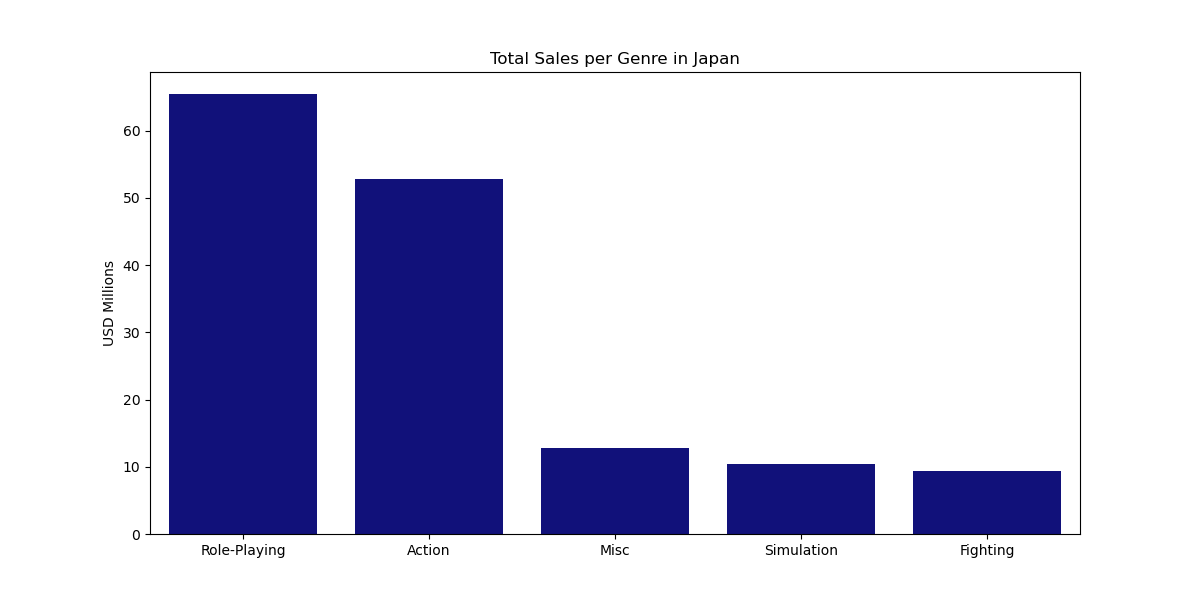 Total Sales per Genre in Japan
USD Millions
60
50
40
30
20
10
0
Role-Playing Action Misc Simulation Fighting